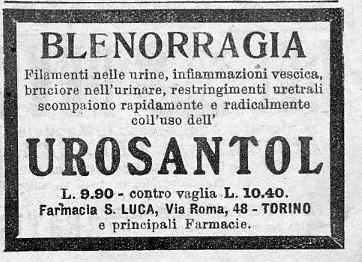 BLENORRAGIA
Filamenti nelle urine, infiammazioni vescica,
bruciore nell'urinare, restringimenti uretrali
scompaiono rapidamente e radicalmente
coll'uso dell'
UROSANTOL
L. 9.90 - contro vaglia L. 10.40.
Farmacia S. LUCA, Via Roma, 48 - TORINO
e principali Farmacie.